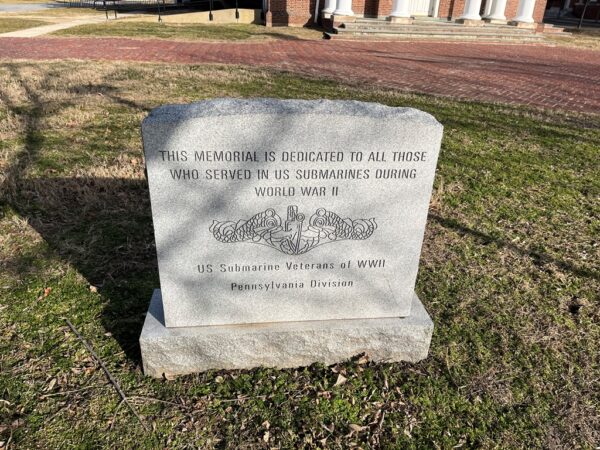 THIS MEMORIAL IS DEDICATED TO ALL THOSE
WHO SERVED IN US SUBMARINES DURING
WORLD WAR II
US Submarine Veterans of WWII
Pennsylvania Division